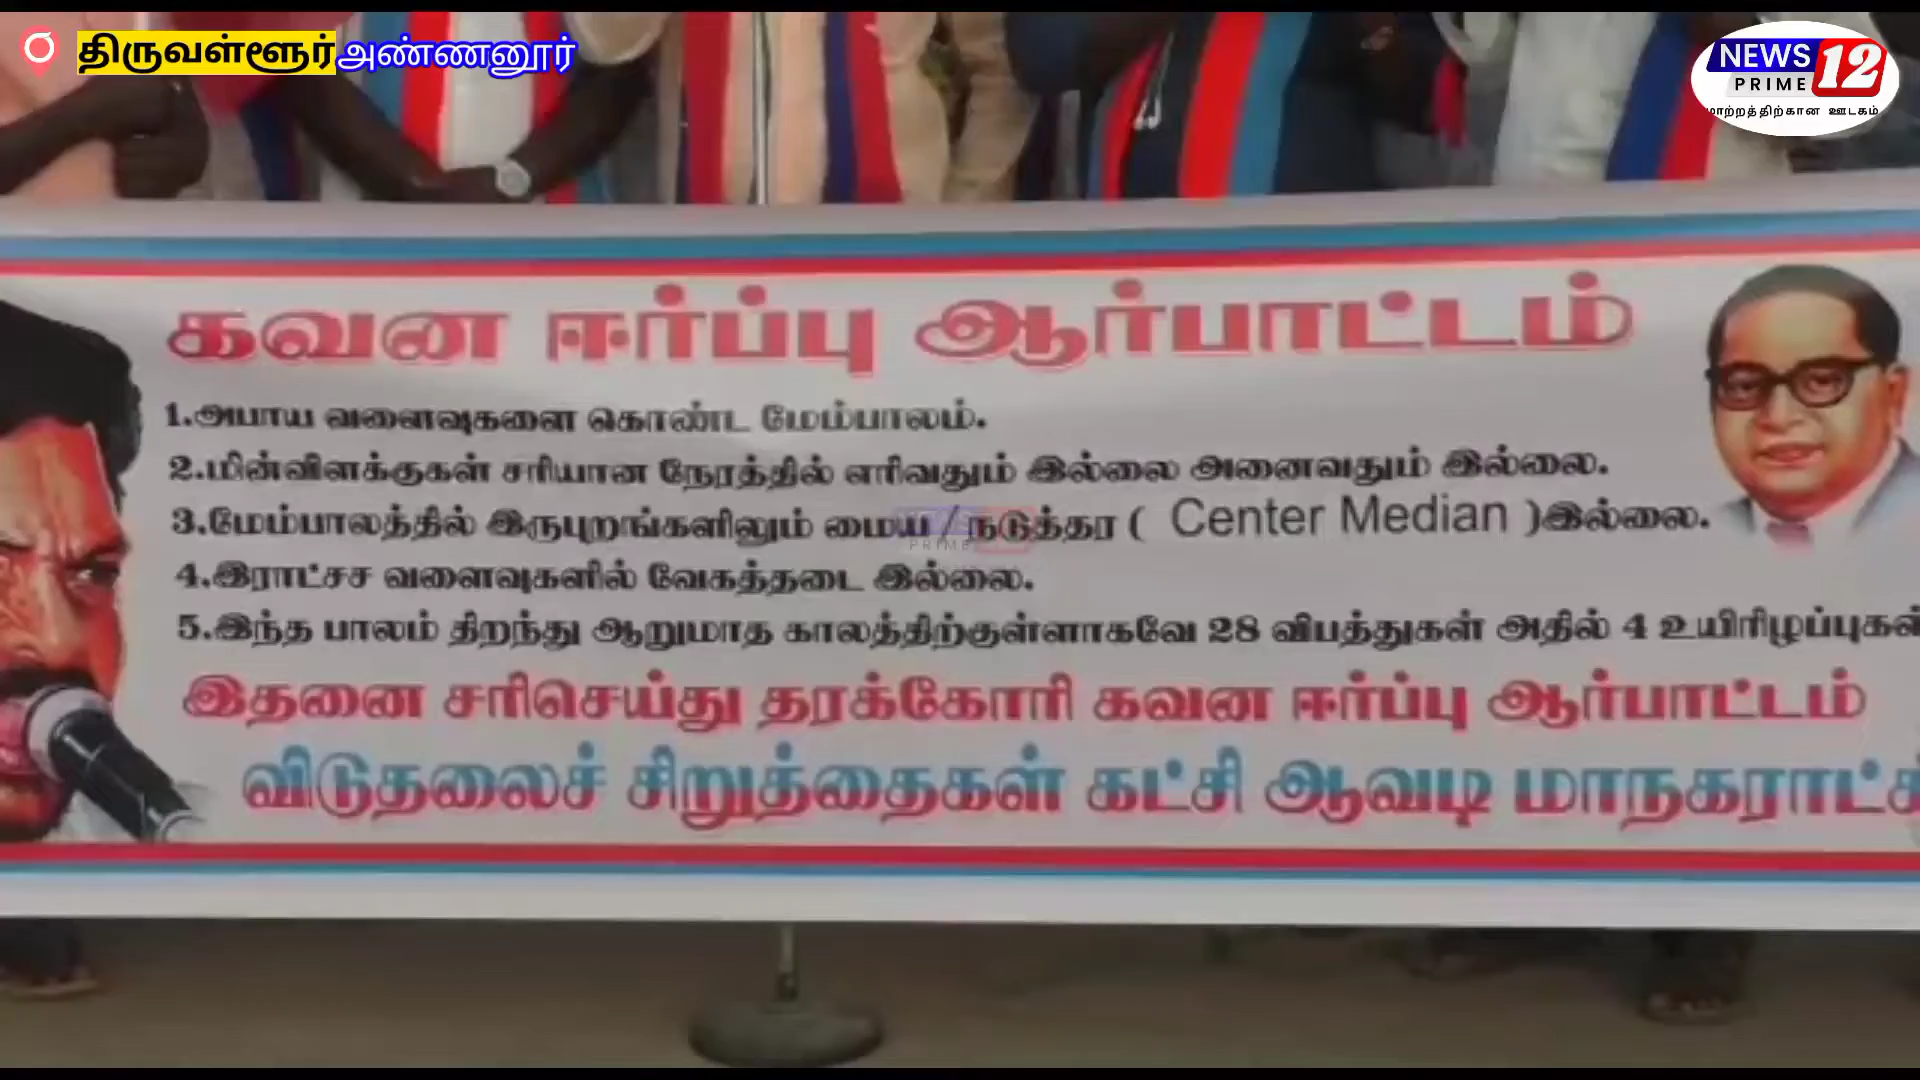 திருவள்ளூர் அண்ணனூர்
NEWS 12
PRIME
மாற்றத்திற்கான ஊடகம்
கவன ஈர்ப்பு ஆர்பாட்டம்
1.அபாய வளைவுகளை கொண்ட மேம்பாலம்.
2.மின்விளக்குகள் சரியான நேரத்தில் எரிவதும் இல்லை அனைவதும் இல்லை.
3.மேம்பாலத்தில் இருபுறங்களிலும் மைய / நடுத்தர ( Center Median )இல்லை.
4.இராட்சச வளைவுகளில் வேகத்தடை இல்லை.
5.இந்த பாலம் திறந்து ஆறுமாத காலத்திற்குள்ளாகவே 28 விபத்துகள் அதில் 4 உயிரிழப்புகள்
இதனை சரிசெய்து தரக்கோரி கவன ஈர்ப்பு ஆர்பாட்டம்
விடுதலைச் சிறுத்தைகள் கட்சி ஆவடி